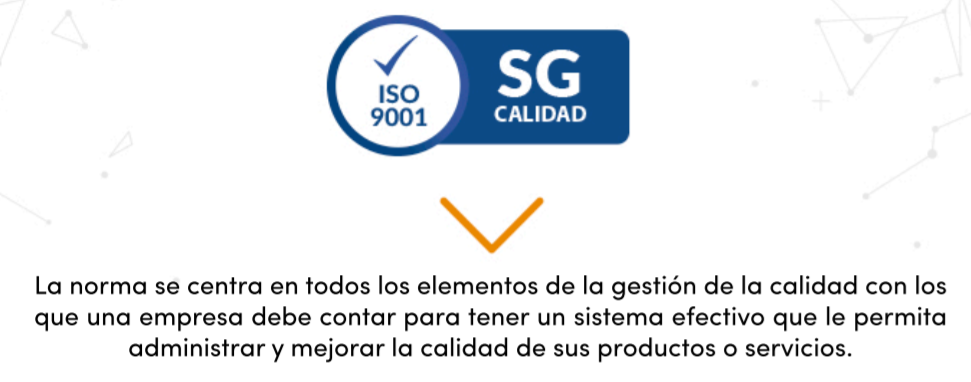 ISO
9001
SG
CALIDAD
La norma se centra en todos los elementos de la gestión de la calidad con los
que una empresa debe contar para tener un sistema efectivo que le permita
administrar y mejorar la calidad de sus productos o servicios.